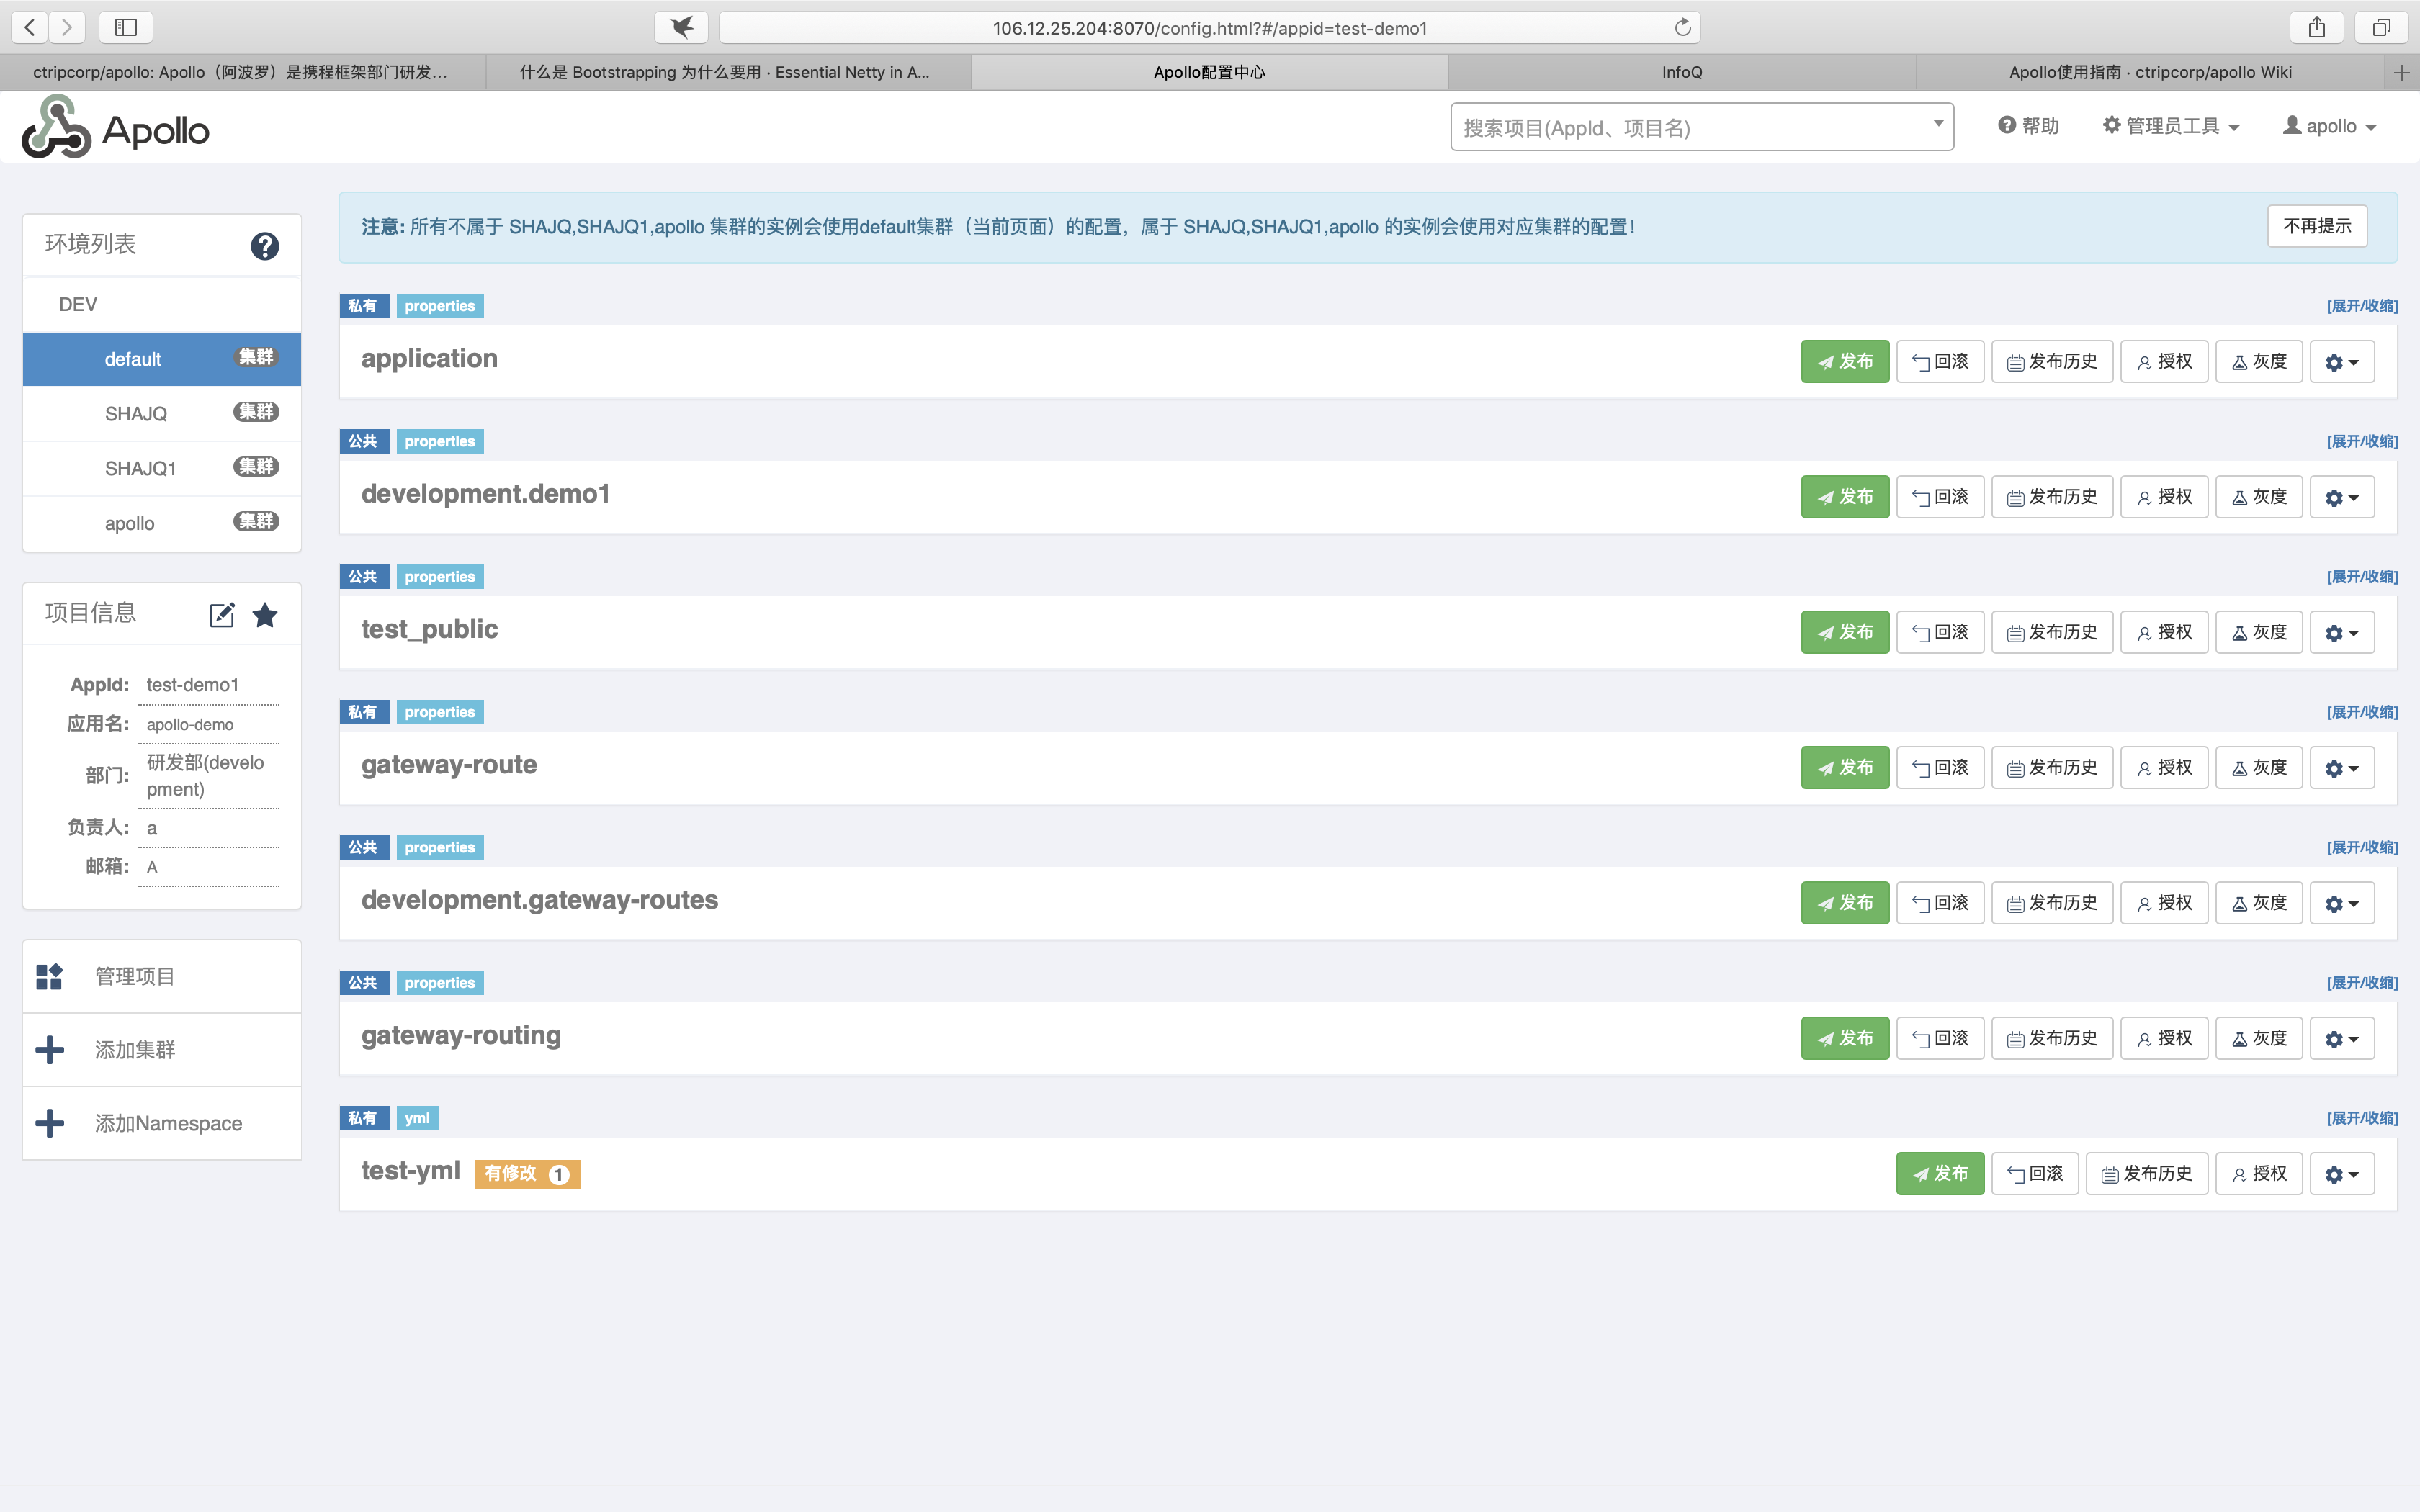 106.12.25.204:8070/config.html?#/appid=test-demo1
ctripcorp/apollo: Apollo（阿波罗）是携程框架部门研发...
什么是 Bootstrapping 为什么要用 · Essential Netty in A...
Apollo配置中心
InfoQ
Apollo使用指南 · ctripcorp/apollo Wiki
Apollo
搜索项目(AppId、项目名)
帮助
管理员工具
apollo
环境列表
DEV
default 集群
SHAJQ 集群
SHAJQ1 集群
apollo 集群
项目信息
AppId: test-demo1
应用名: apollo-demo
部门: 研发部(develo
pment)
负责人: a
邮箱: A
管理项目
添加集群
添加Namespace
注意: 所有不属于 SHAJQ,SHAJQ1,apollo 集群的实例会使用default集群（当前页面）的配置，属于 SHAJQ,SHAJQ1,apollo 的实例会使用对应集群的配置！
不再提示
私有 properties [展开/收缩]
application 发布 回滚 发布历史 授权 灰度
公共 properties [展开/收缩]
development.demo1 发布 回滚 发布历史 授权 灰度
公共 properties [展开/收缩]
test_public 发布 回滚 发布历史 授权 灰度
私有 properties [展开/收缩]
gateway-route 发布 回滚 发布历史 授权 灰度
公共 properties [展开/收缩]
development.gateway-routes 发布 回滚 发布历史 授权 灰度
公共 properties [展开/收缩]
gateway-routing 发布 回滚 发布历史 授权 灰度
私有 yml [展开/收缩]
test-yml 有修改 1 发布 回滚 发布历史 授权